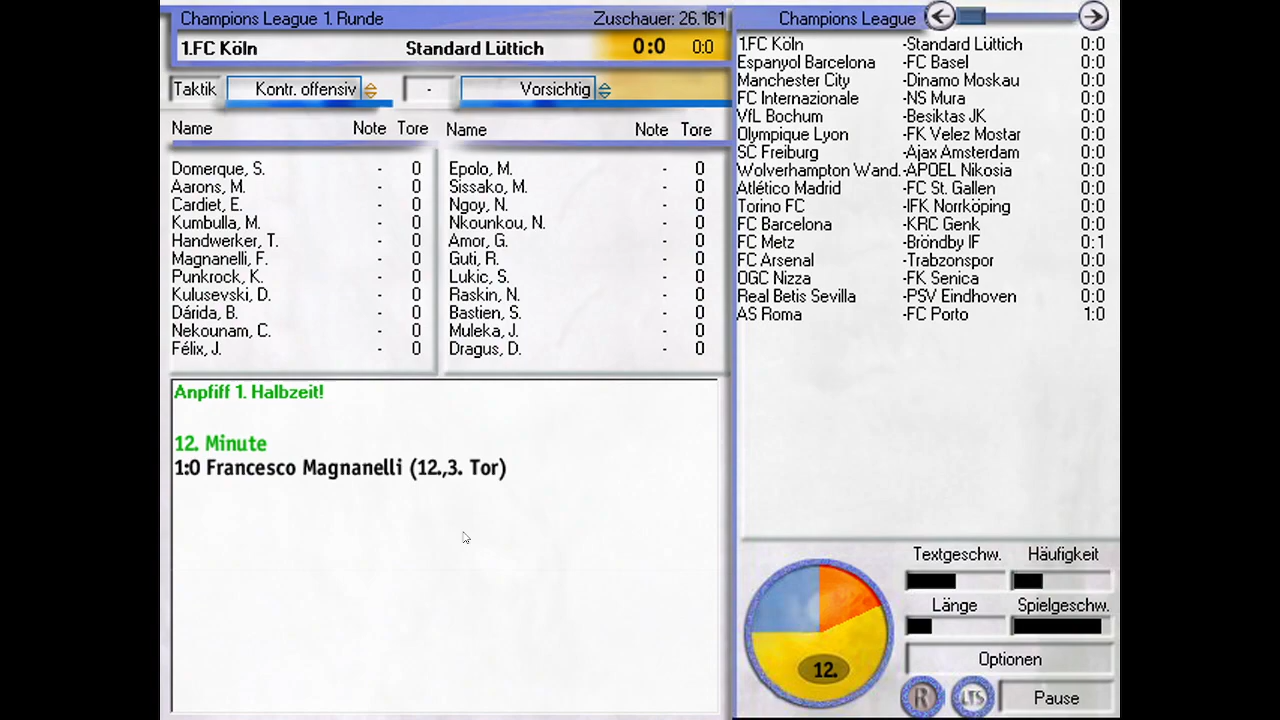 Champions League 1. Runde Zuschauer: 26.161
1.FC Köln Standard Lüttich 0:0 0:0
Taktik Kontr. offensiv - Vorsichtig
Name Note Tore Name Note Tore
Domerque, S. - 0 Epolo, M. - 0
Aarons, M. - 0 Sissako, M. - 0
Cardiet, E. - 0 Ngoy, N. - 0
Kumbulla, M. - 0 Nkounkou, N. - 0
Handwerker, T. - 0 Amor, G. - 0
Magnanelli, F. - 0 Guti, R. - 0
Punkrock, K. - 0 Lukic, S. - 0
Kulusevski, D. - 0 Raskin, N. - 0
Dárida, B. - 0 Bastien, S. - 0
Nekounam, C. - 0 Muleka, J. - 0
Félix, J. - 0 Dragus, D. - 0
Anpfiff 1. Halbzeit!
12. Minute
1:0 Francesco Magnanelli (12.,3. Tor)
Champions League
1.FC Köln -Standard Lüttich 0:0
Espanyol Barcelona -FC Basel 0:0
Manchester City -Dinamo Moskau 0:0
FC Internazionale -NS Mura 0:0
VfL Bochum -Besiktas JK 0:0
Olympique Lyon -FK Velez Mostar 0:0
SC Freiburg -Ajax Amsterdam 0:0
Wolverhampton Wand. -APOEL Nikosia 0:0
Atlético Madrid -FC St. Gallen 0:0
Torino FC -IFK Norrköping 0:0
FC Barcelona -KRC Genk 0:0
FC Metz -Bröndby IF 0:1
FC Arsenal -Trabzonspor 0:0
OGC Nizza -FK Senica 0:0
Real Betis Sevilla -PSV Eindhoven 0:0
AS Roma -FC Porto 1:0
Textgeschw. Häufigkeit
Länge Spielgeschw.
Optionen
12.
R LTS Pause